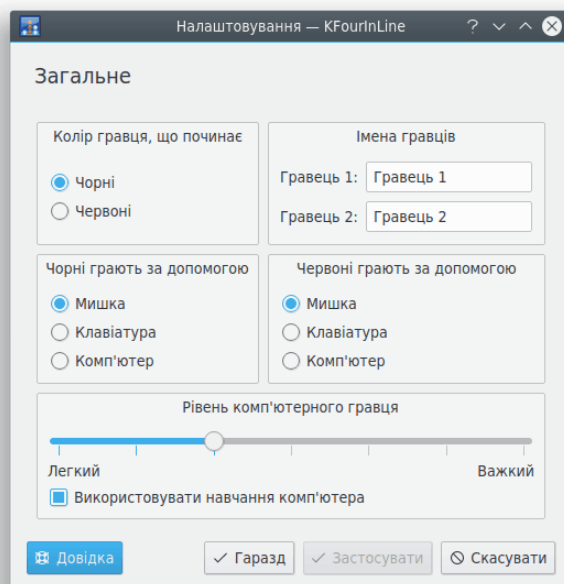 Налаштовування — KFourInLine
Загальне
Колір гравця, що починає
Чорні
Червоні
Імена гравців
Гравець 1: Гравець 1
Гравець 2: Гравець 2
Чорні грають за допомогою
Мишка
Клавіатура
Комп'ютер
Червоні грають за допомогою
Мишка
Клавіатура
Комп'ютер
Рівень комп'ютерного гравця
Легкий Важкий
Використовувати навчання комп'ютера
Довідка Гаразд Застосувати Скасувати